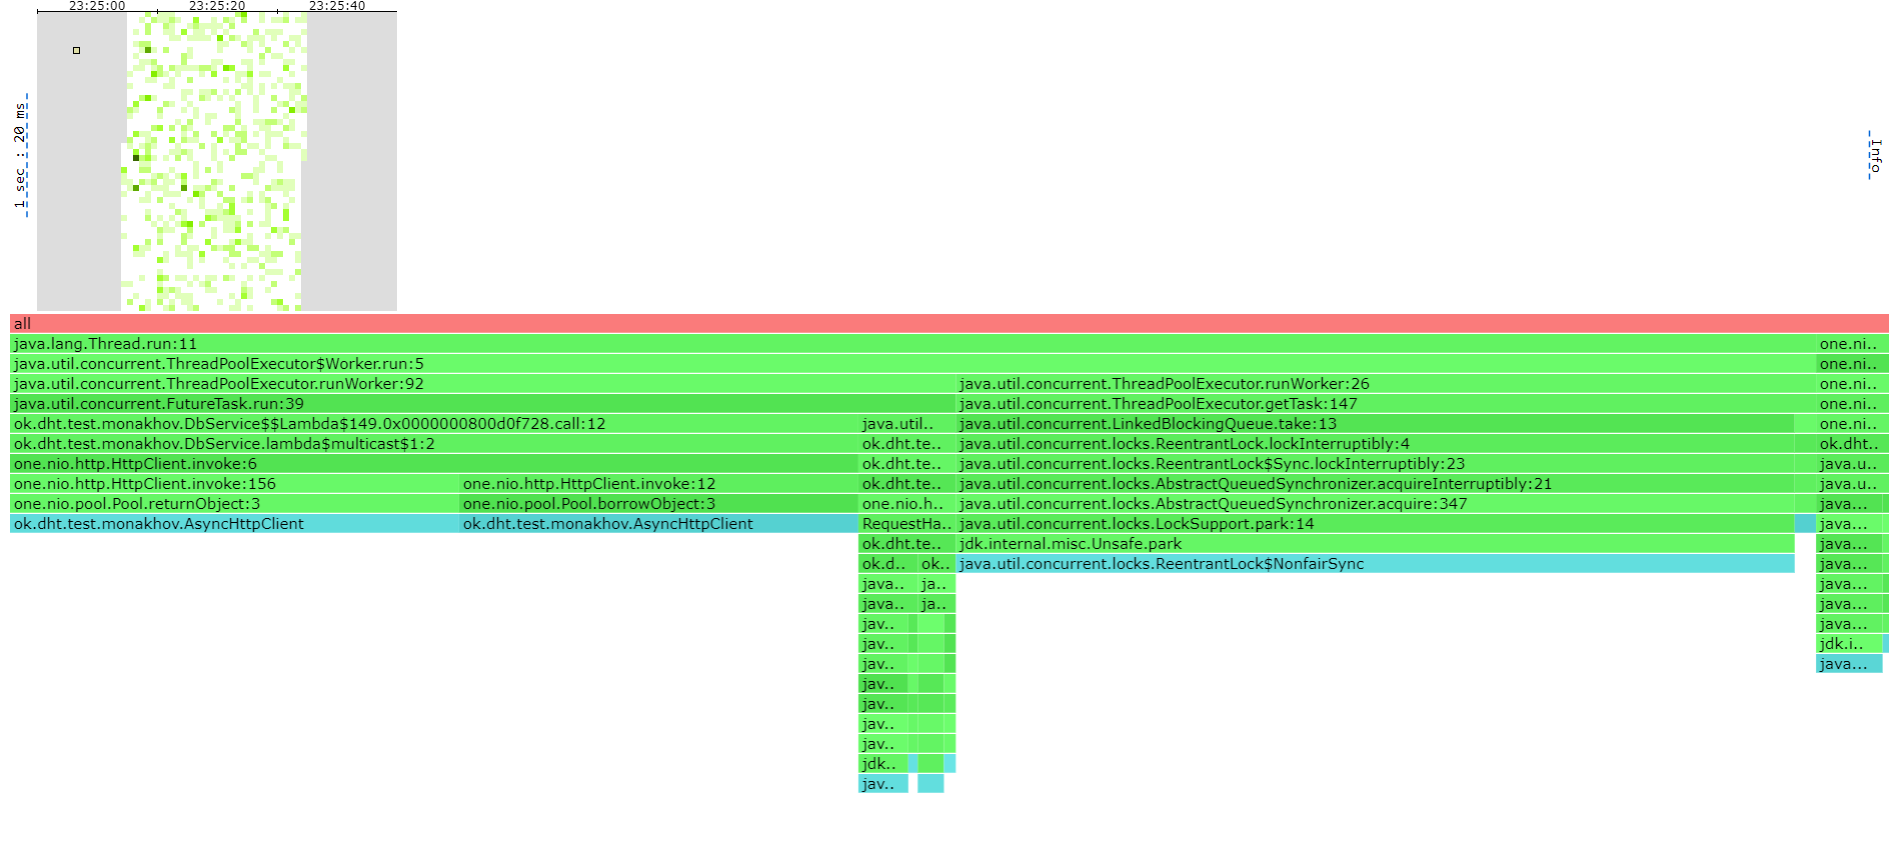 23:25:00 23:25:20 23:25:40
1 sec : 20 ms
Info
all
java.lang.Thread.run:11 one.ni..
java.util.concurrent.ThreadPoolExecutor$Worker.run:5 one.ni..
java.util.concurrent.ThreadPoolExecutor.runWorker:92 java.util.concurrent.ThreadPoolExecutor.runWorker:26 one.ni..
java.util.concurrent.FutureTask.run:39 java.util.concurrent.ThreadPoolExecutor.getTask:147 one.ni..
ok.dht.test.monakhov.DbService$$Lambda$149.0x0000000800d0f728.call:12 java.util.. java.util.concurrent.LinkedBlockingQueue.take:13 one.ni..
ok.dht.test.monakhov.DbService.lambda$multicast$1:2 ok.dht.te.. java.util.concurrent.locks.ReentrantLock.lockInterruptibly:4 ok.dht..
one.nio.http.HttpClient.invoke:6 ok.dht.te.. java.util.concurrent.locks.ReentrantLock$Sync.lockInterruptibly:23 java.u..
one.nio.http.HttpClient.invoke:156 one.nio.http.HttpClient.invoke:12 ok.dht.te.. java.util.concurrent.locks.AbstractQueuedSynchronizer.acquireInterruptibly:21 java.u..
one.nio.pool.Pool.returnObject:3 one.nio.pool.Pool.borrowObject:3 one.nio.h.. java.util.concurrent.locks.AbstractQueuedSynchronizer.acquire:347 java...
ok.dht.test.monakhov.AsyncHttpClient ok.dht.test.monakhov.AsyncHttpClient RequestHa.. java.util.concurrent.locks.LockSupport.park:14 java...
ok.dht.te.. jdk.internal.misc.Unsafe.park java...
ok.d.. ok.. java.util.concurrent.locks.ReentrantLock$NonfairSync java...
java.. ja.. java...
java.. ja.. java...
jav.. java...
jav.. jdk.i..
jav.. java...
jav..
jav..
jav..
jav..
jdk..
jav..